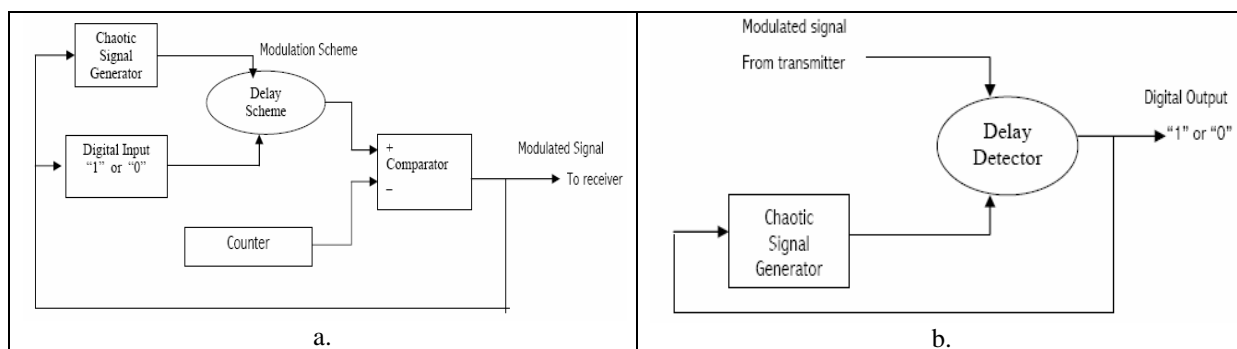 Chaotic
Signal
Generator
Modulation Scheme
Delay
Scheme
Digital Input
“1” or “0”
+
Comparator
–
Modulated Signal
To receiver
Counter
a.
Modulated signal
From transmitter
Delay
Detector
Digital Output
“1” or “0”
Chaotic
Signal
Generator
b.